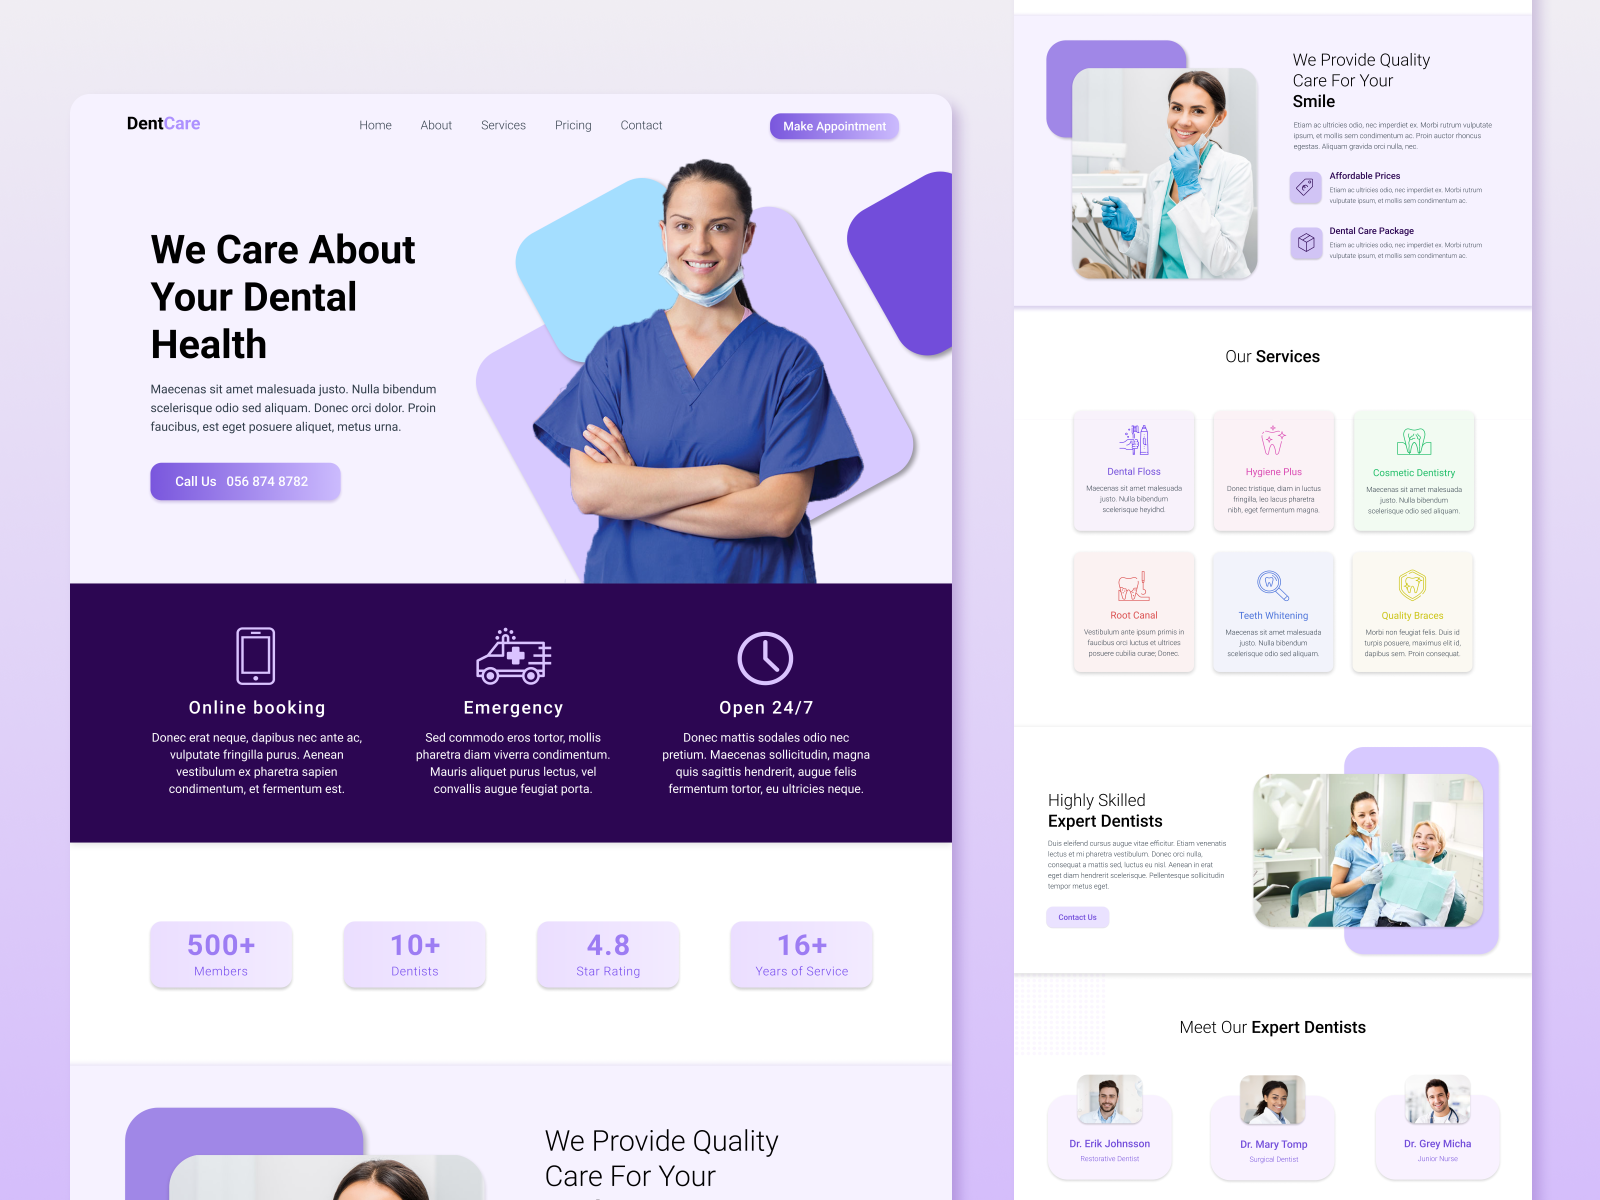 DentCare
Home
About
Services
Pricing
Contact
Make Appointment
We Care About
Your Dental
Health
Maecenas sit amet malesuada justo. Nulla bibendum
scelerisque odio sed aliquam. Donec orci dolor. Proin
faucibus, est eget posuere aliquet, metus urna.
Call Us 056 874 8782
Online booking
Donec erat neque, dapibus nec ante ac,
vulputate fringilla purus. Aenean
vestibulum ex pharetra sapien
condimentum, et fermentum est.
Emergency
Sed commodo eros tortor, mollis
pharetra diam viverra condimentum.
Mauris aliquet purus lectus, vel
convallis augue feugiat porta.
Open 24/7
Donec mattis sodales odio nec
pretium. Maecenas sollicitudin, magna
quis sagittis hendrerit, augue felis
fermentum tortor, eu ultricies neque.
500+
Members
10+
Dentists
4.8
Star Rating
16+
Years of Service
We Provide Quality
Care For Your
We Provide Quality
Care For Your
Smile
Etiam ac ultricies odio, nec imperdiet ex. Morbi rutrum vulputate
ipsum, et mollis sem condimentum ac. Proin auctor rhoncus
egestas. Aliquam gravida orci nulla, nec.
Affordable Prices
Etiam ac ultricies odio, nec imperdiet ex. Morbi rutrum
vulputate ipsum, et mollis sem condimentum ac.
Dental Care Package
Etiam ac ultricies odio, nec imperdiet ex. Morbi rutrum
vulputate ipsum, et mollis sem condimentum ac.
Our Services
Dental Floss
Maecenas sit amet malesuada
justo. Nulla bibendum
scelerisque heyidhd.
Hygiene Plus
Donec tristique, diam in luctus
fringilla, leo lacus pharetra
nibh, eget fermentum magna.
Cosmetic Dentistry
Maecenas sit amet malesuada
justo. Nulla bibendum
scelerisque odio sed aliquam.
Root Canal
Vestibulum ante ipsum primis in
faucibus orci luctus et ultrices
posuere cubilia curae; Donec.
Teeth Whitening
Maecenas sit amet malesuada
justo. Nulla bibendum
scelerisque odio sed aliquam.
Quality Braces
Morbi non feugiat felis. Duis id
turpis posuere, maximus elit id,
dapibus sem. Proin consequat.
Highly Skilled
Expert Dentists
Duis eleifend cursus augue vitae efficitur. Etiam venenatis
lectus et mi pharetra vestibulum. Donec orci nulla,
consequat a mattis sed, luctus eu nisl. Aenean in erat
eget diam hendrerit scelerisque. Pellentesque sollicitudin
tempor metus eget.
Contact Us
Meet Our Expert Dentists
Dr. Erik Johnsson
Restorative Dentist
Dr. Mary Tomp
Surgical Dentist
Dr. Grey Micha
Junior Nurse